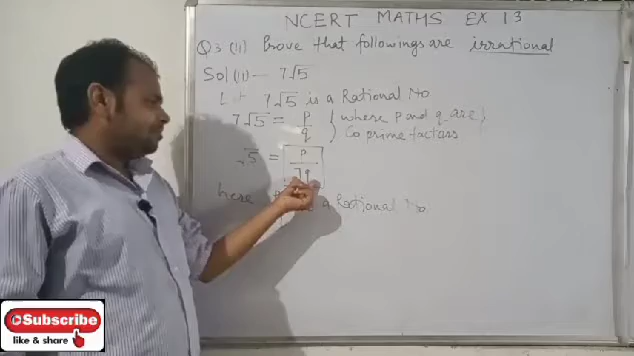 NCERT MATHS EX 1 3
Q.3 (ii) Prove that followings are irrational
Sol (ii) — 7√5
Let 7√5 is a Rational No
7√5 = p/q (where p and q are)
Co prime factors
√5 = p/7q
here a Rational No
Subscribe
like & share